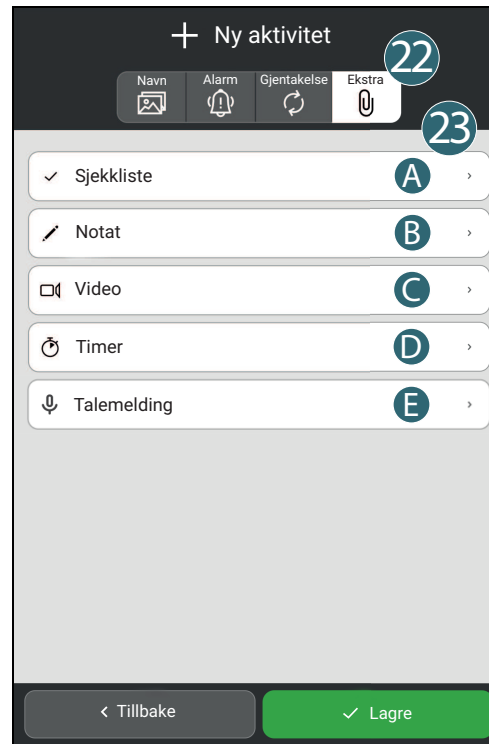 Ny aktivitet
22
Navn Alarm Gjentakelse Ekstra
23
Sjekkliste A
Notat B
Video C
Timer D
Talemelding E
Tillbake Lagre